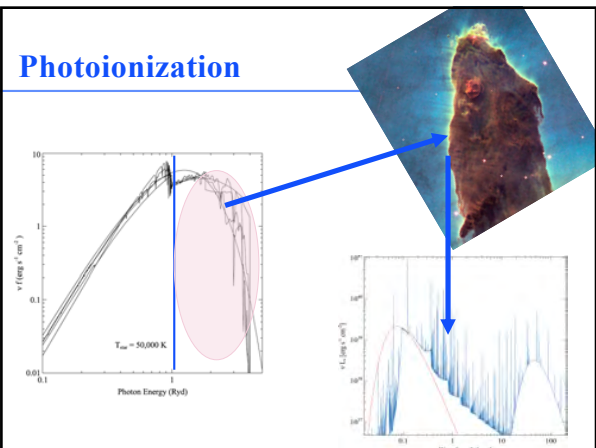 Photoionization
10
1
0.1
0.01
ν f (erg s⁻¹ cm⁻²)
T = 50,000 K
0.1
1
Photon Energy (Ryd)
0.1
1
10
100